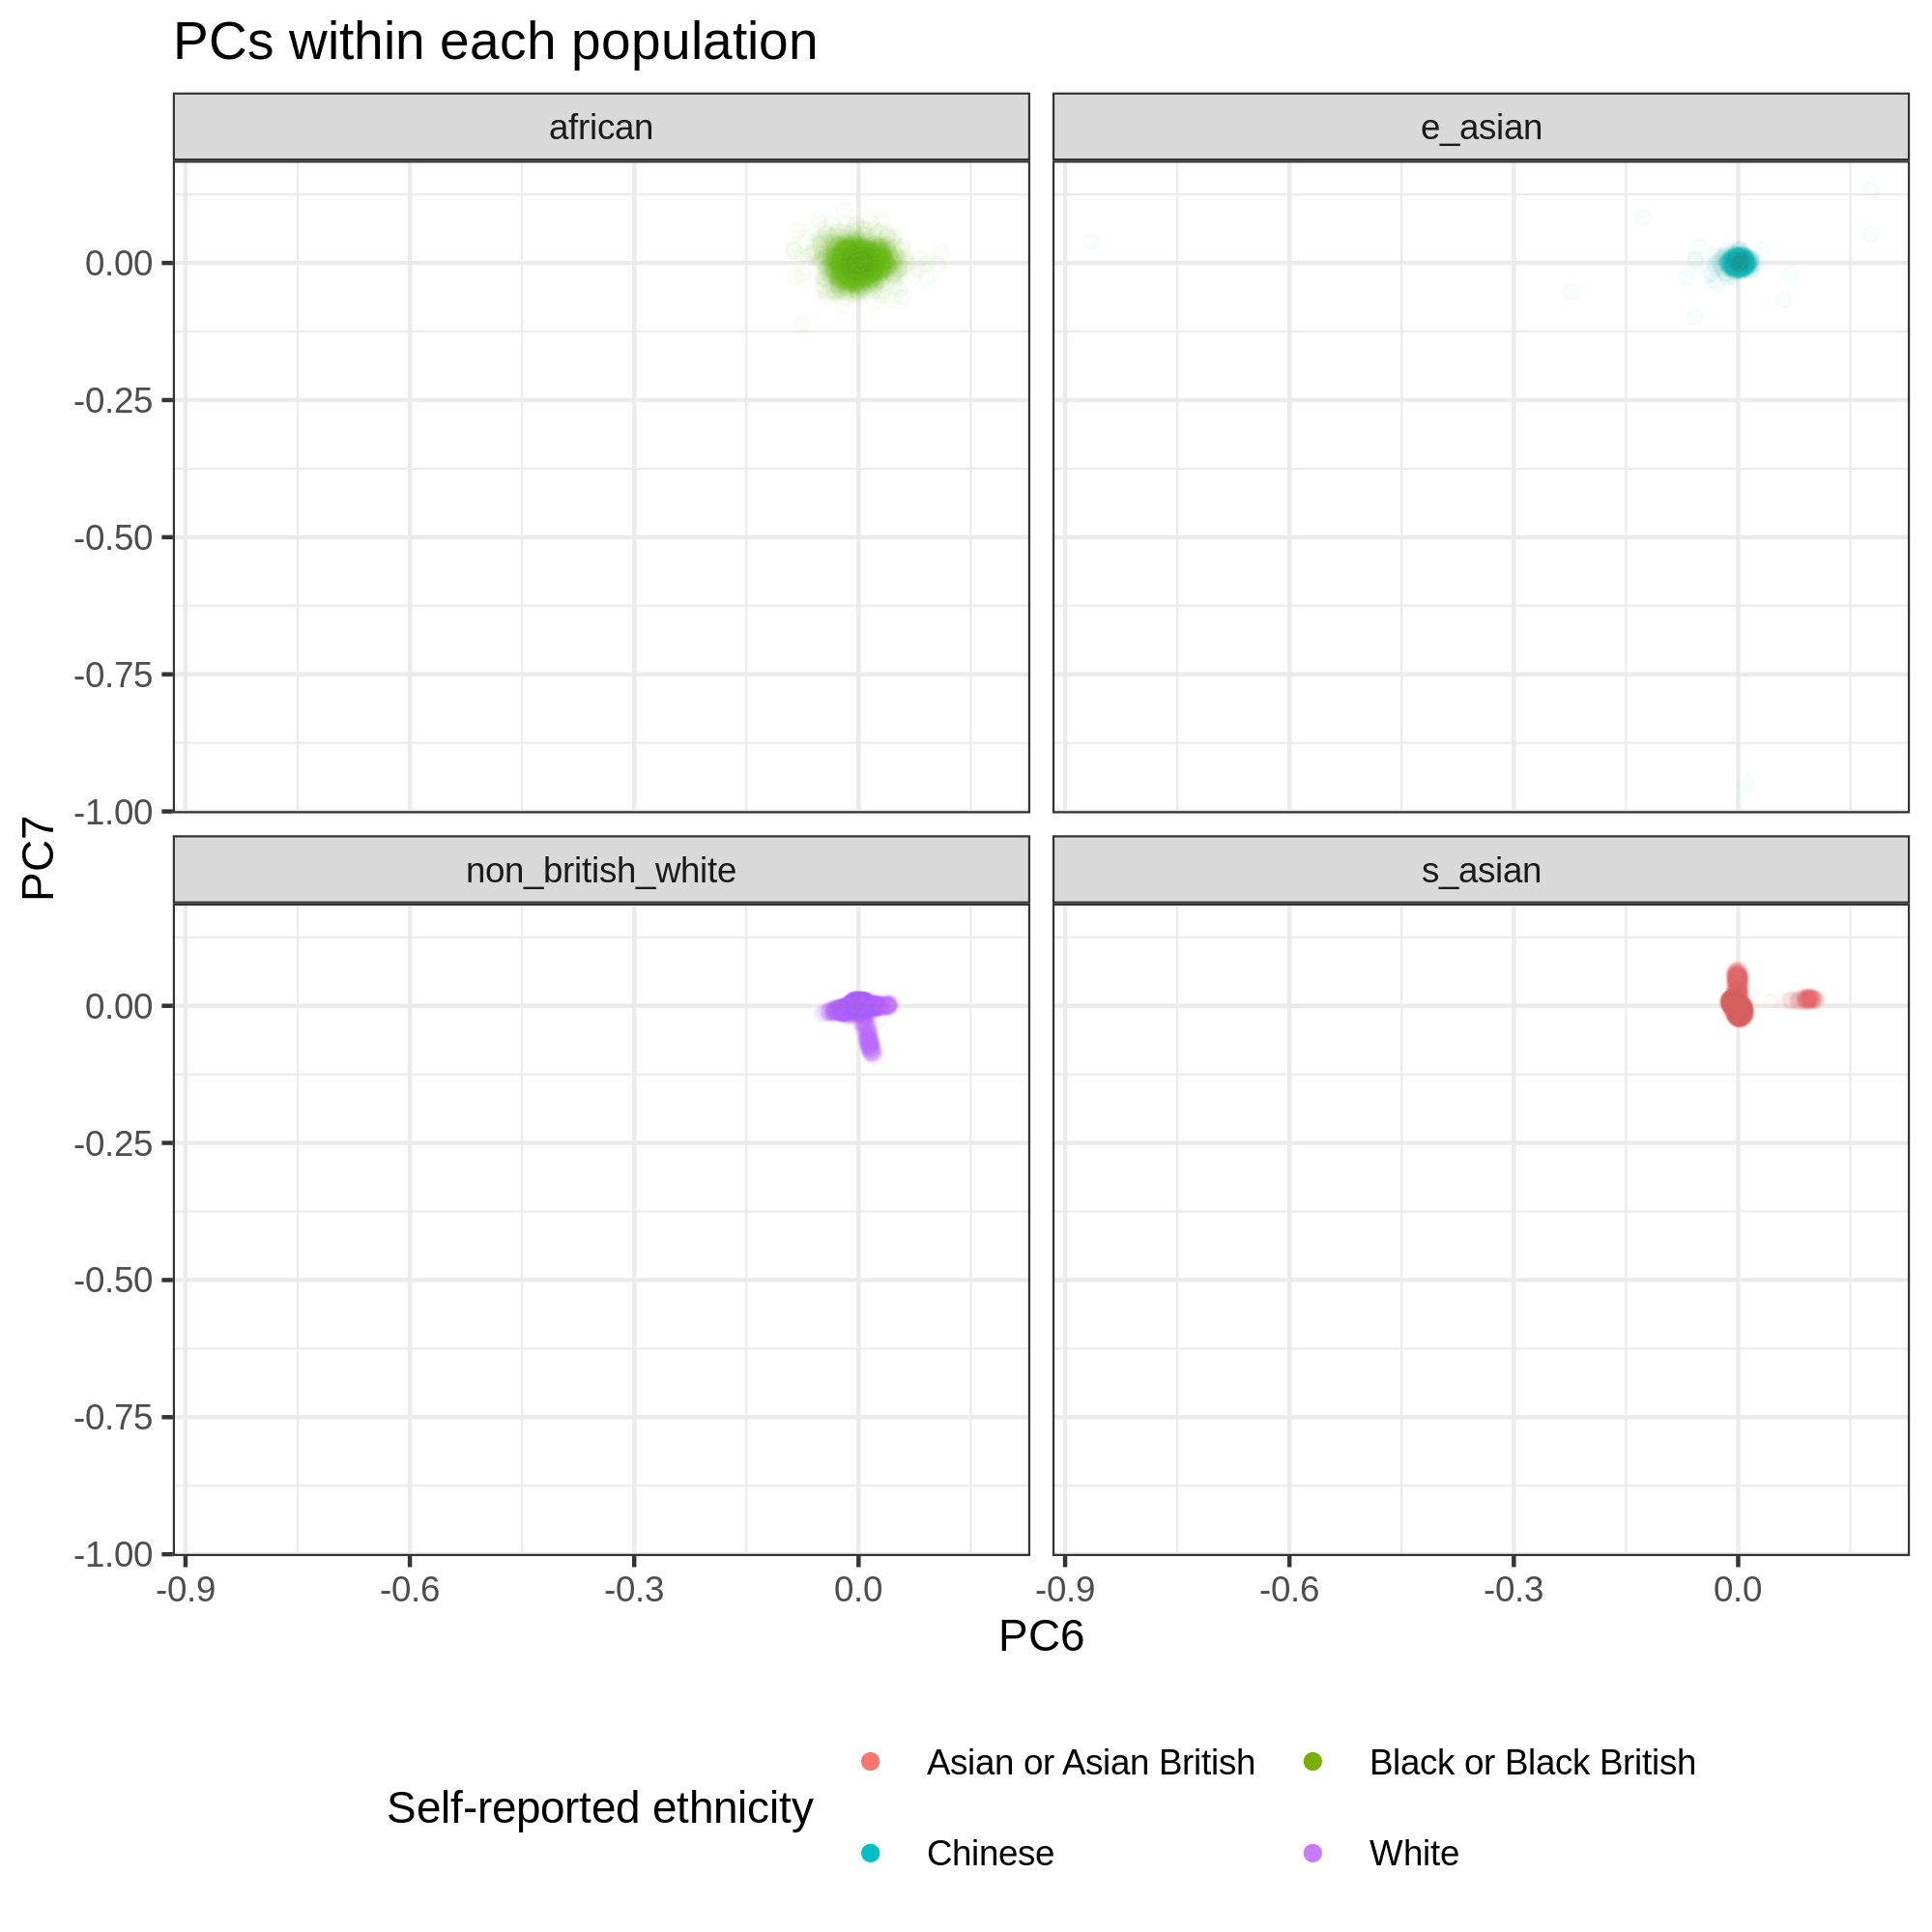 PCs within each population
african
e_asian
0.00
-0.25
-0.50
-0.75
-1.00
PC7
non_british_white
s_asian
0.00
-0.25
-0.50
-0.75
-1.00
-0.9 -0.6 -0.3 0.0 -0.9 -0.6 -0.3 0.0
PC6
Self-reported ethnicity
Asian or Asian British
Black or Black British
Chinese
White